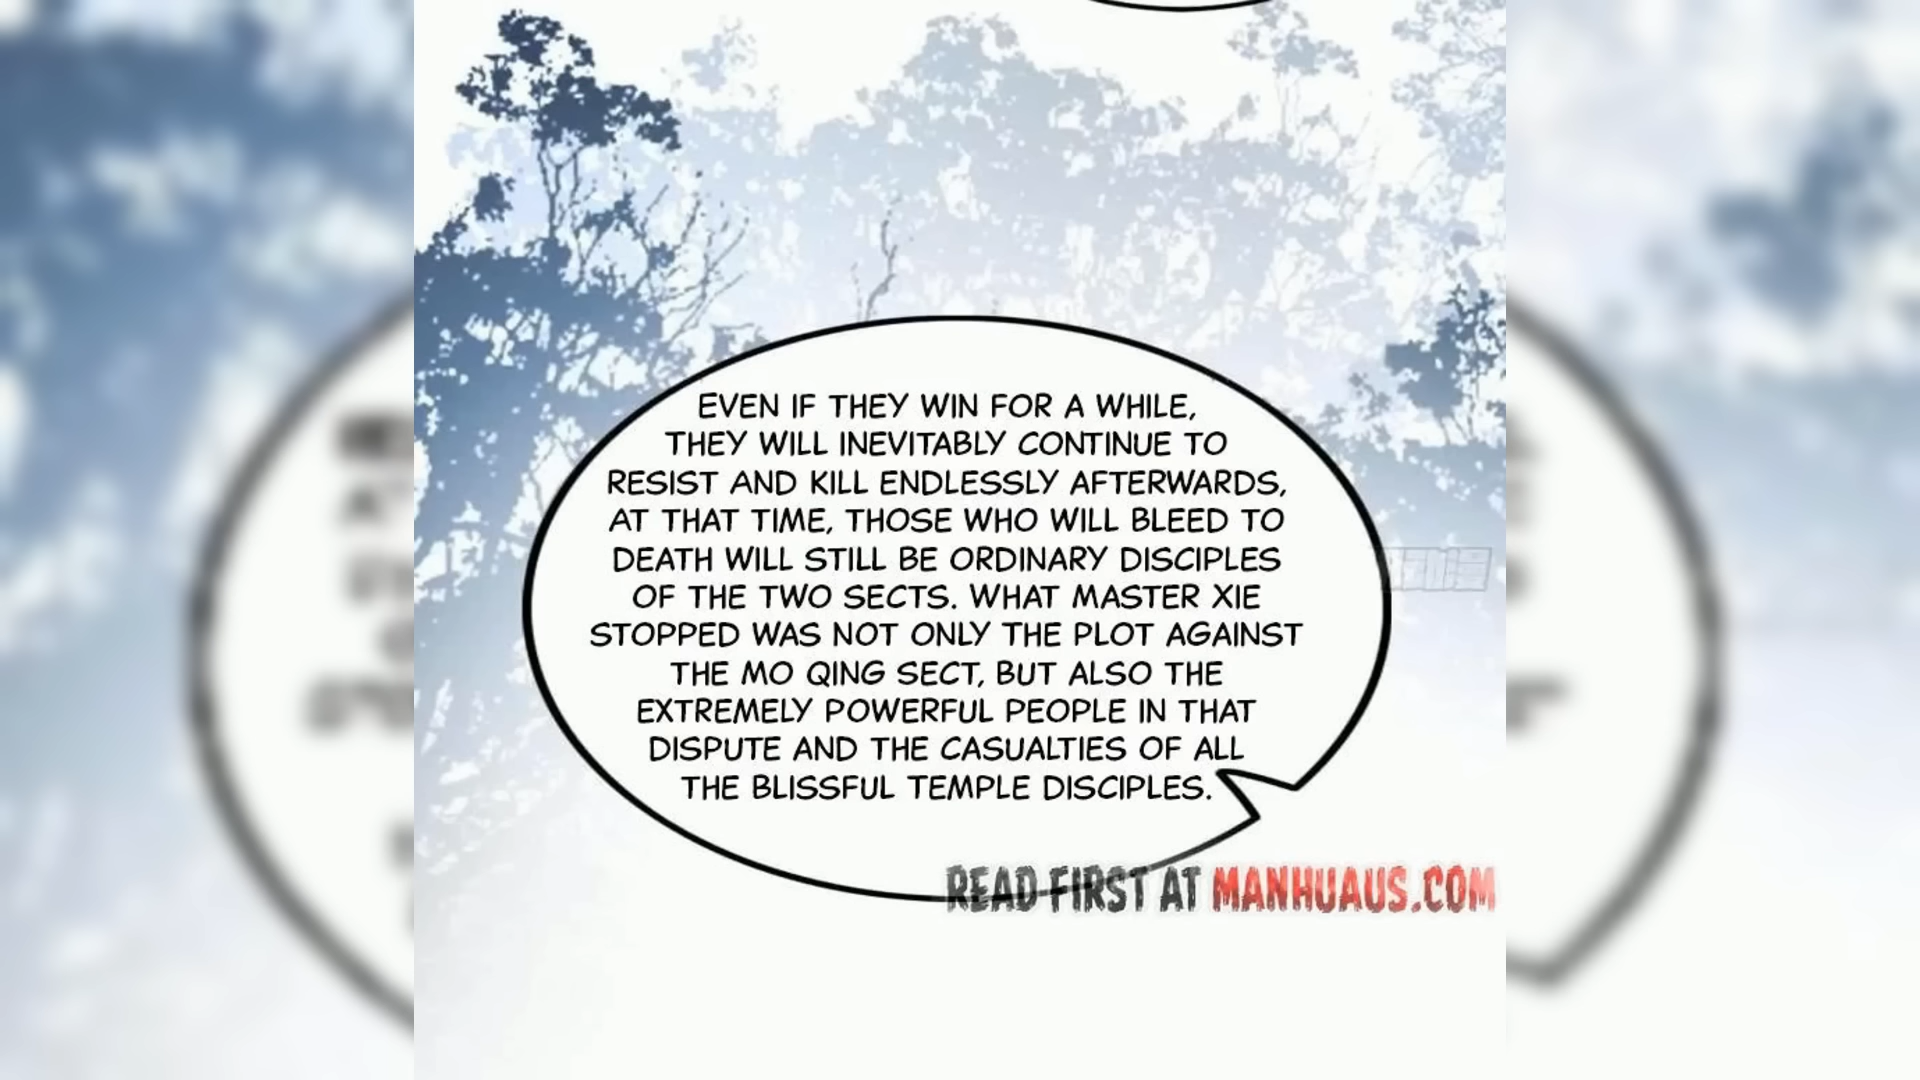 EVEN IF THEY WIN FOR A WHILE,
THEY WILL INEVITABLY CONTINUE TO
RESIST AND KILL ENDLESSLY AFTERWARDS,
AT THAT TIME, THOSE WHO WILL BLEED TO
DEATH WILL STILL BE ORDINARY DISCIPLES
OF THE TWO SECTS. WHAT MASTER XIE
STOPPED WAS NOT ONLY THE PLOT AGAINST
THE MO QING SECT, BUT ALSO THE
EXTREMELY POWERFUL PEOPLE IN THAT
DISPUTE AND THE CASUALTIES OF ALL
THE BLISSFUL TEMPLE DISCIPLES.
READ FIRST AT MANHUAUS.COM